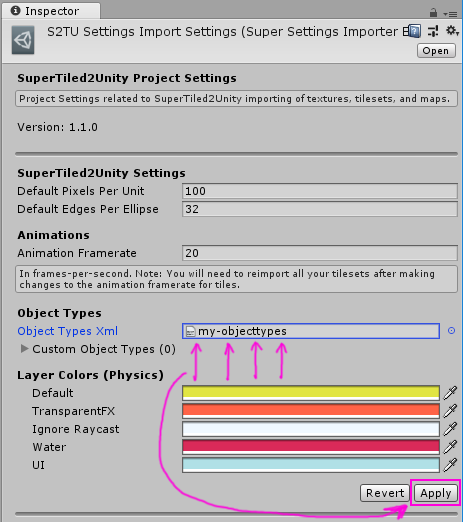 Inspector
S2TU Settings Import Settings (Super Settings Importer E
Open
SuperTiled2Unity Project Settings
Project Settings related to SuperTiled2Unity importing of textures, tilesets, and maps.
Version: 1.1.0
SuperTiled2Unity Settings
Default Pixels Per Unit 100
Default Edges Per Ellipse 32
Animations
Animation Framerate 20
In frames-per-second. Note: You will need to reimport all your tilesets after making
changes to the animation framerate for tiles.
Object Types
Object Types Xml my-objecttypes
Custom Object Types (0)
Layer Colors (Physics)
Default
TransparentFX
Ignore Raycast
Water
UI
Revert Apply